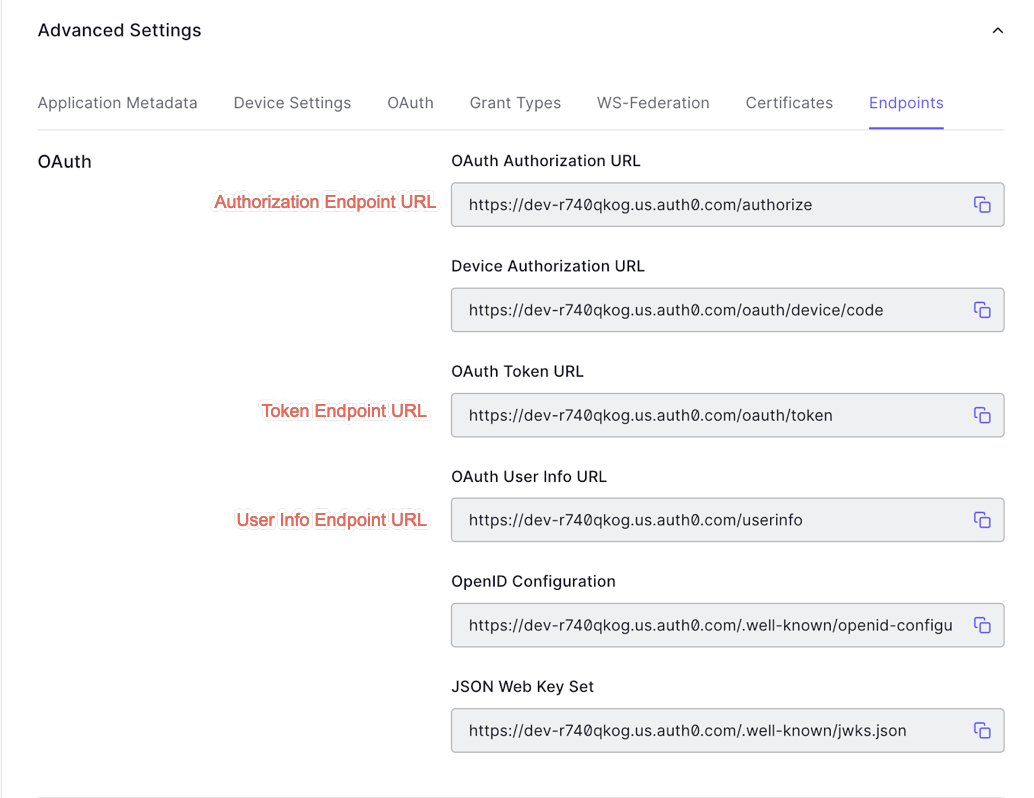 Advanced Settings
Application Metadata Device Settings OAuth Grant Types WS-Federation Certificates Endpoints
OAuth
OAuth Authorization URL
Authorization Endpoint URL
https://dev-r740qkog.us.auth0.com/authorize
Device Authorization URL
https://dev-r740qkog.us.auth0.com/oauth/device/code
OAuth Token URL
Token Endpoint URL
https://dev-r740qkog.us.auth0.com/oauth/token
OAuth User Info URL
User Info Endpoint URL
https://dev-r740qkog.us.auth0.com/userinfo
OpenID Configuration
https://dev-r740qkog.us.auth0.com/.well-known/openid-configu
JSON Web Key Set
https://dev-r740qkog.us.auth0.com/.well-known/jwks.json